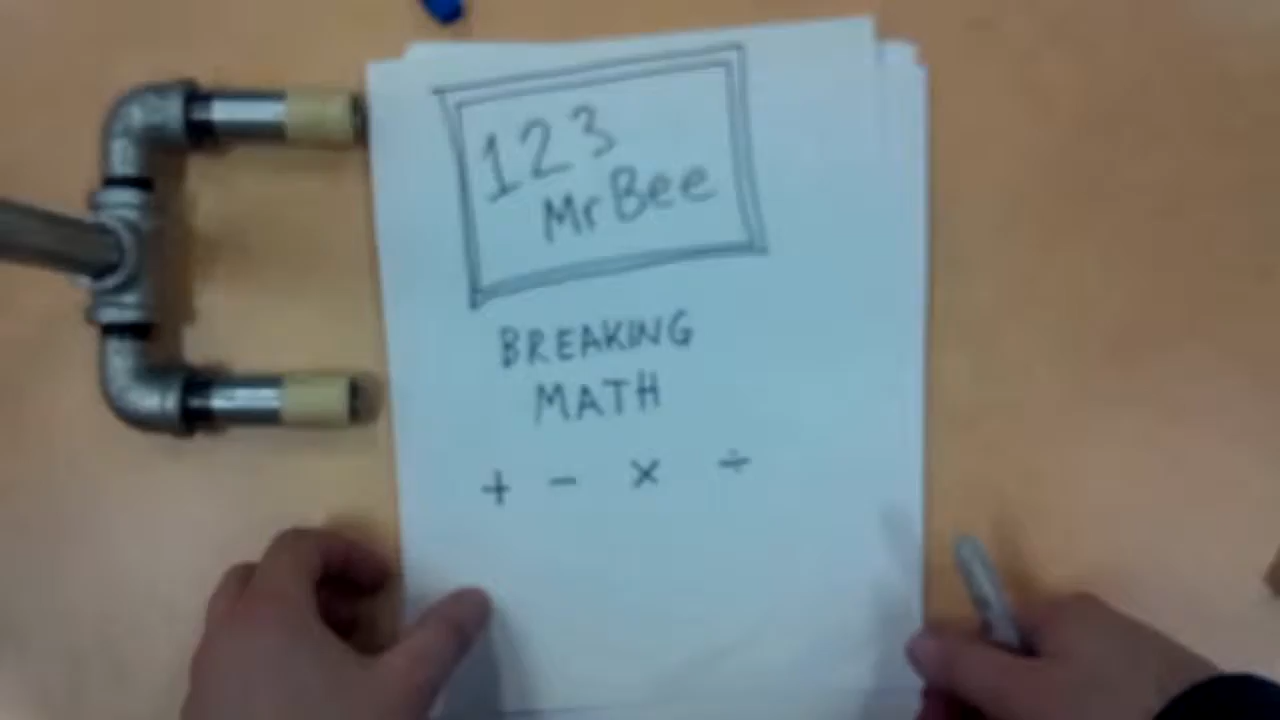 123
MrBee
BREAKING
MATH
+ - × ÷